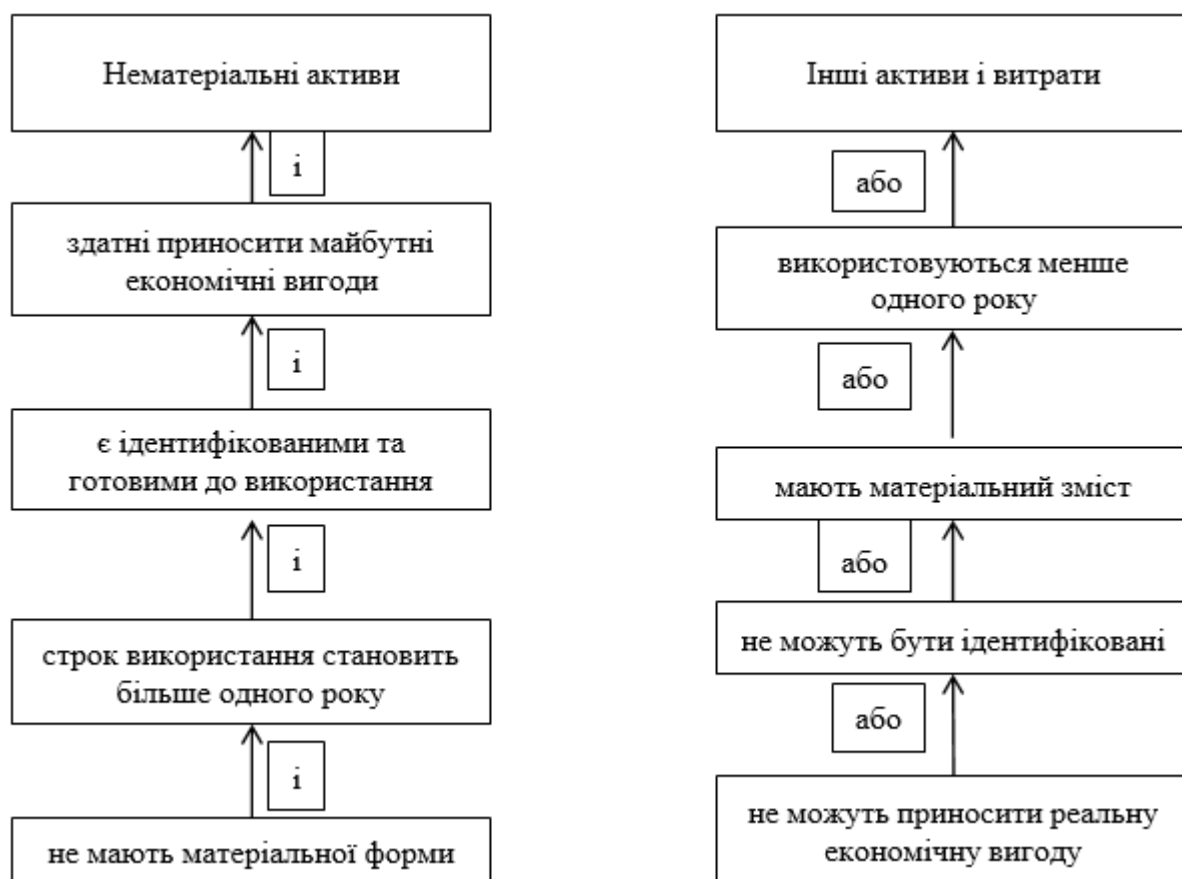 Нематеріальні активи
і
здатні приносити майбутні
економічні вигоди
і
є ідентифікованими та
готовими до використання
і
строк використання становить
більше одного року
і
не мають матеріальної форми
Інші активи і витрати
або
використовуються менше
одного року
або
мають матеріальний зміст
або
не можуть бути ідентифіковані
або
не можуть приносити реальну
економічну вигоду